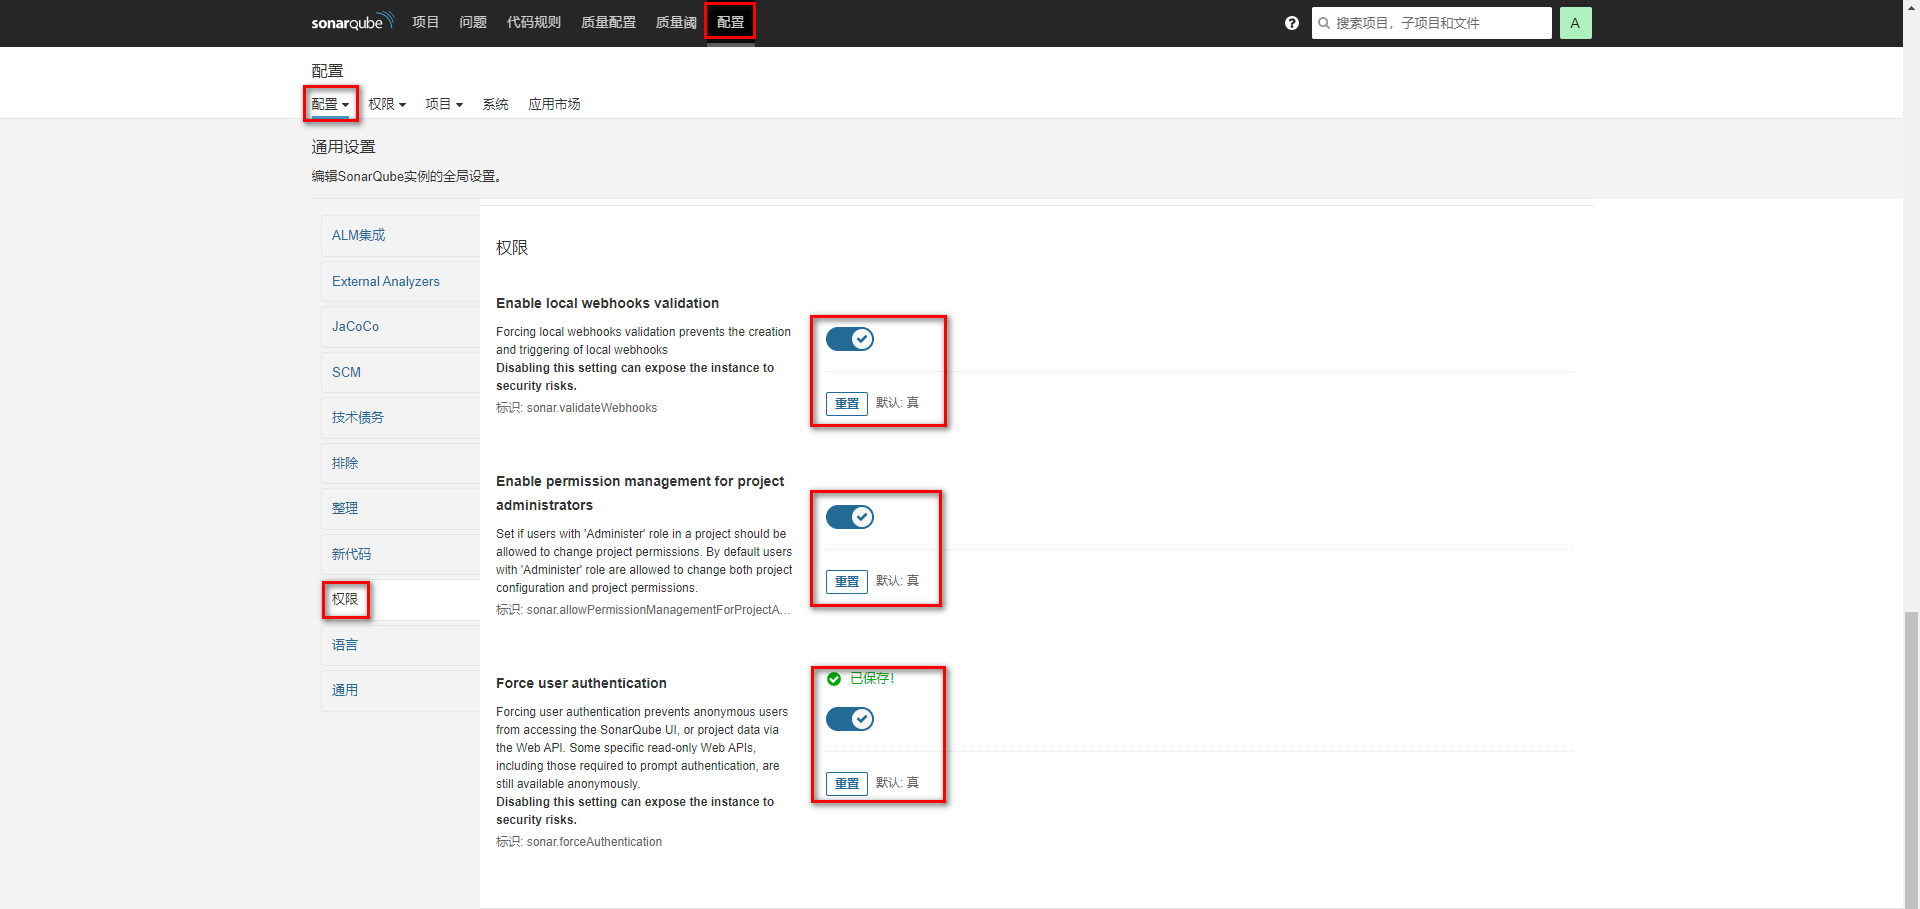 sonarqube 项目 问题 代码规则 质量配置 质量阈 配置 搜索项目，子项目和文件 A
配置
配置 权限 项目 系统 应用市场
通用设置
编辑SonarQube实例的全局设置。
ALM集成
External Analyzers
JaCoCo
SCM
技术债务
排除
整理
新代码
权限
语言
通用
权限
Enable local webhooks validation
Forcing local webhooks validation prevents the creation
and triggering of local webhooks
Disabling this setting can expose the instance to
security risks.
标识: sonar.validateWebhooks
重置 默认: 真
Enable permission management for project
administrators
Set if users with 'Administer' role in a project should be
allowed to change project permissions. By default users
with 'Administer' role are allowed to change both project
configuration and project permissions.
标识: sonar.allowPermissionManagementForProjectA...
重置 默认: 真
Force user authentication
Forcing user authentication prevents anonymous users
from accessing the SonarQube UI, or project data via
the Web API. Some specific read-only Web APIs,
including those required to prompt authentication, are
still available anonymously.
Disabling this setting can expose the instance to
security risks.
标识: sonar.forceAuthentication
已保存!
重置 默认: 真